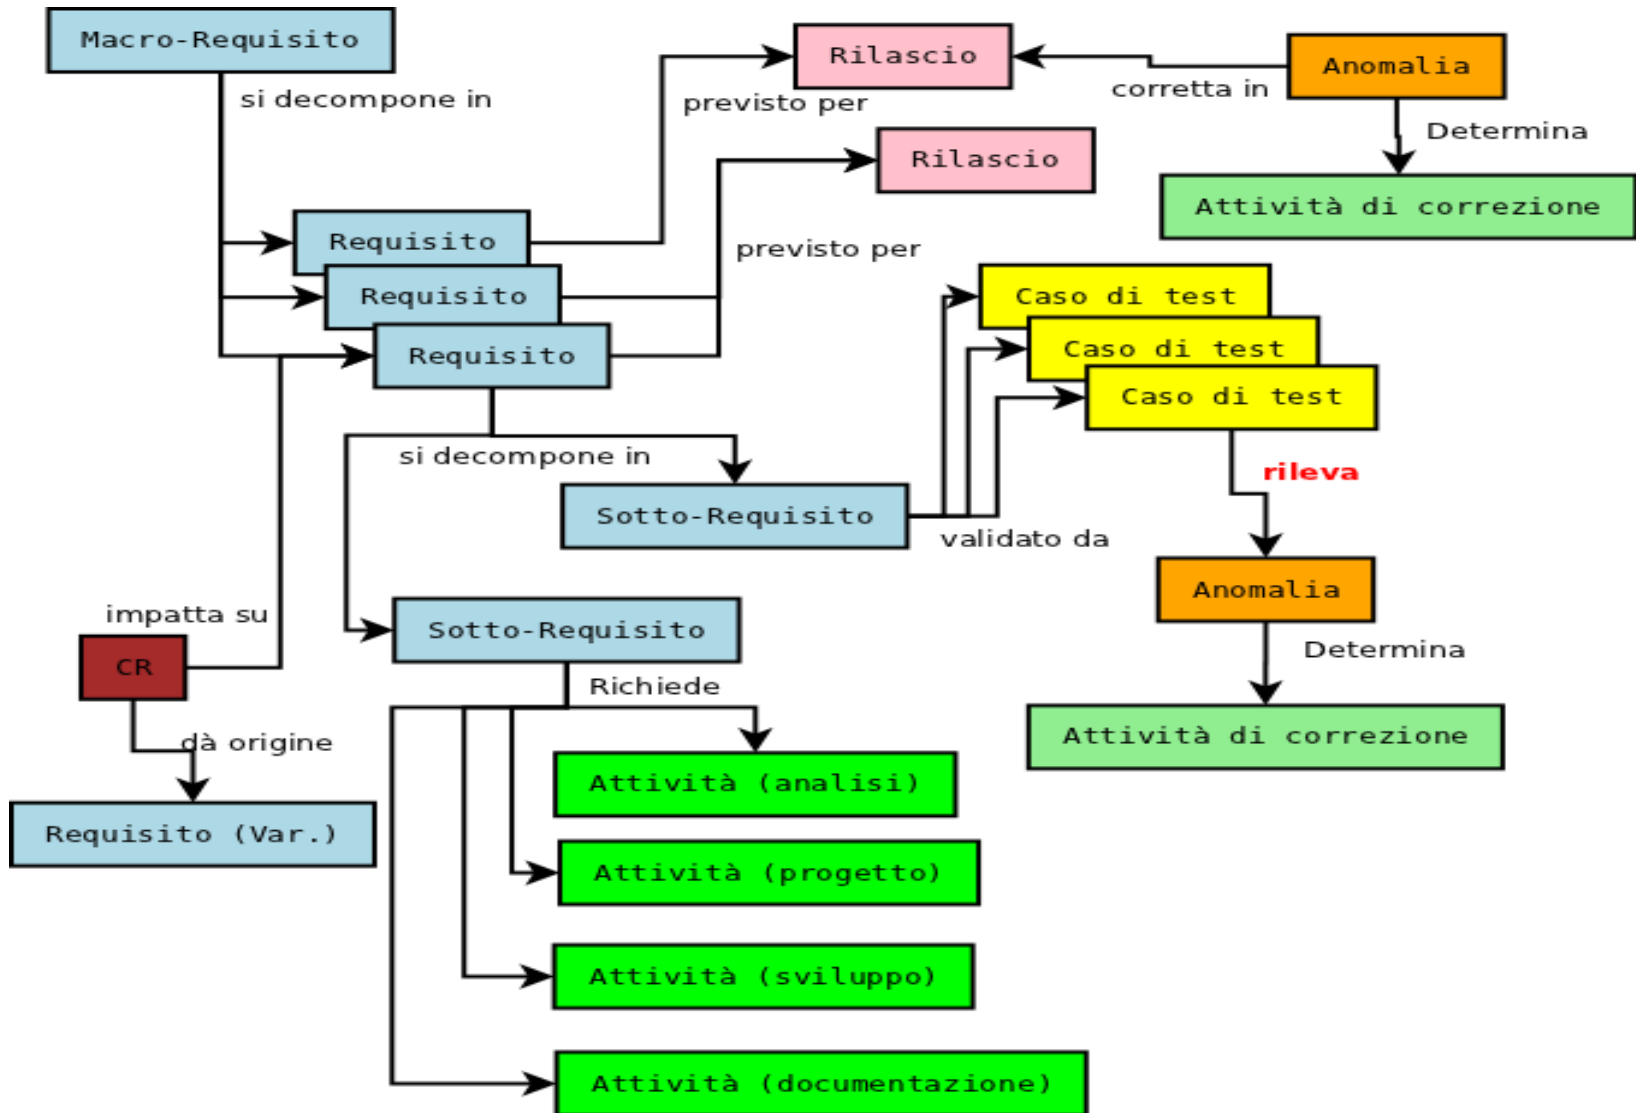 Macro-Requisito
si decompone in
Rilascio
previsto per
corretta in
Anomalia
Determina
Rilascio
Attività di correzione
Requisito
previsto per
Requisito
Requisito
Caso di test
Caso di test
Caso di test
si decompone in
rileva
Sotto-Requisito
validato da
Anomalia
impatta su
Sotto-Requisito
Determina
CR
Richiede
dà origine
Attività di correzione
Attività (analisi)
Requisito (Var.)
Attività (progetto)
Attività (sviluppo)
Attività (documentazione)